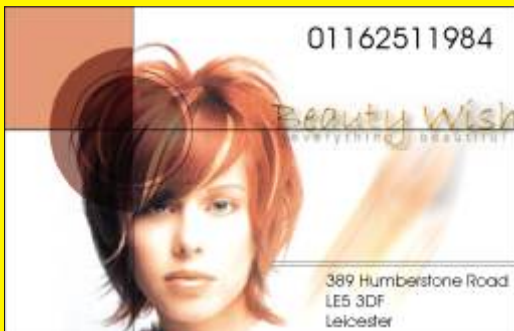 01162511984
Beauty Wish
everything beautiful
389 Humberstone Road
LE5 3DF
Leicester